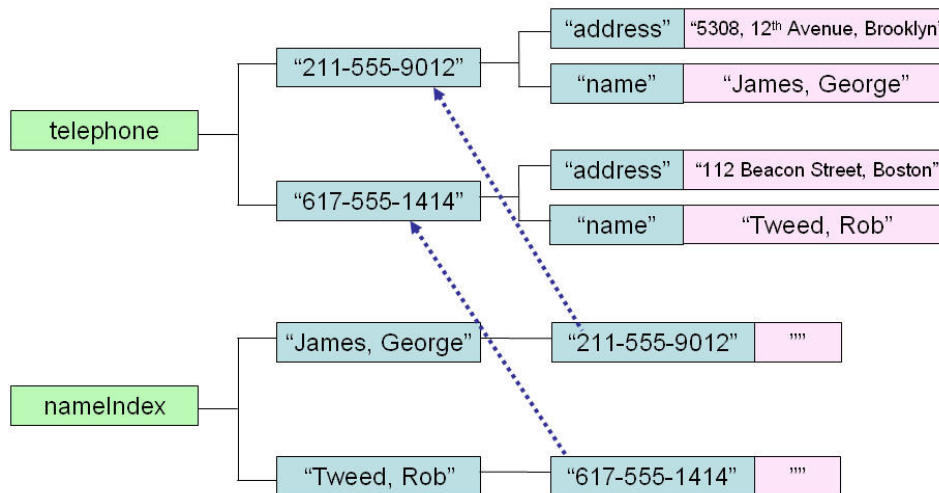 “address” “5308, 12th Avenue, Brooklyn”
“211-555-9012”
“name” “James, George”
telephone
“address” “112 Beacon Street, Boston”
“617-555-1414”
“name” “Tweed, Rob”
“James, George” “211-555-9012” ””
nameIndex
“Tweed, Rob” “617-555-1414” ””